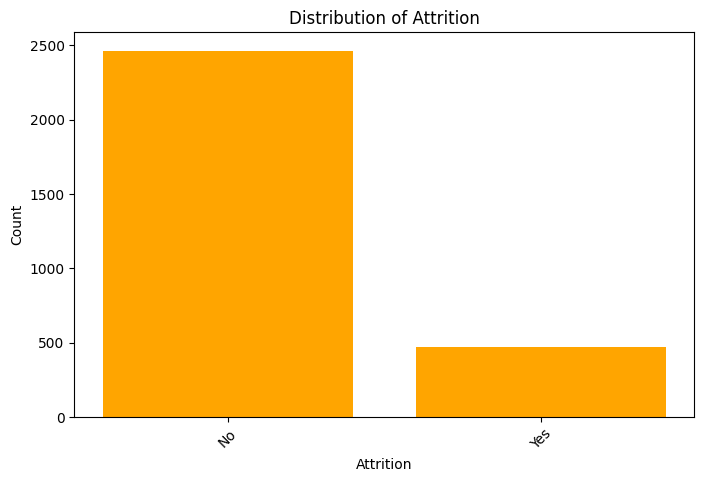 Distribution of Attrition
2500
2000
1500
1000
500
0
Count
No
Yes
Attrition